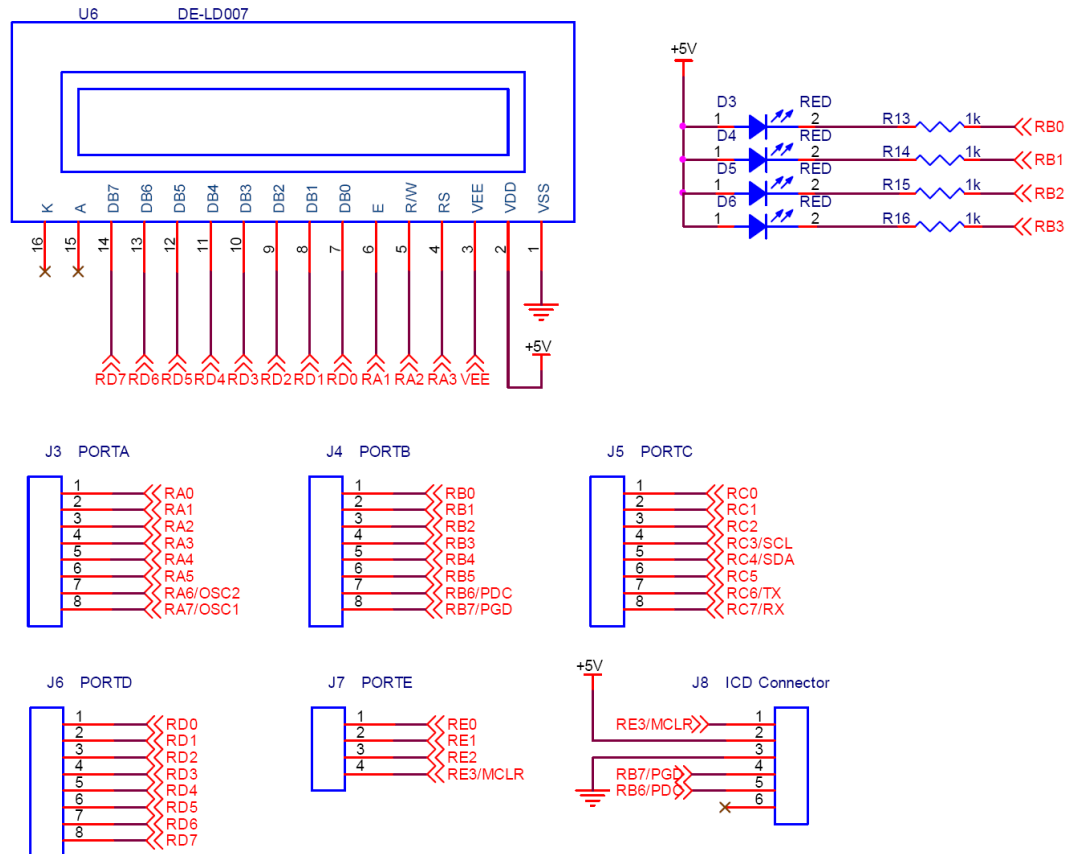 U6 DE-LD007
K A DB7 DB6 DB5 DB4 DB3 DB2 DB1 DB0 E R/W RS VEE VDD VSS
16 15 14 13 12 11 10 9 8 7 6 5 4 3 2 1
+5V
RD7 RD6 RD5 RD4 RD3 RD2 RD1 RD0 RA1 RA2 RA3 VEE
+5V
D3 RED
1 2 R13 1k RB0
D4 RED
1 2 R14 1k RB1
D5 RED
1 2 R15 1k RB2
D6 RED
1 2 R16 1k RB3
J3 PORTA
1 RA0
2 RA1
3 RA2
4 RA3
5 RA4
6 RA5
7 RA6/OSC2
8 RA7/OSC1
J4 PORTB
1 RB0
2 RB1
3 RB2
4 RB3
5 RB4
6 RB5
7 RB6/PDC
8 RB7/PGD
J5 PORTC
1 RC0
2 RC1
3 RC2
4 RC3/SCL
5 RC4/SDA
6 RC5
7 RC6/TX
8 RC7/RX
J6 PORTD
1 RD0
2 RD1
3 RD2
4 RD3
5 RD4
6 RD5
7 RD6
8 RD7
J7 PORTE
1 RE0
2 RE1
3 RE2
4 RE3/MCLR
+5V
J8 ICD Connector
RE3/MCLR 1
2
3
RB7/PGD 4
RB6/PDC 5
6